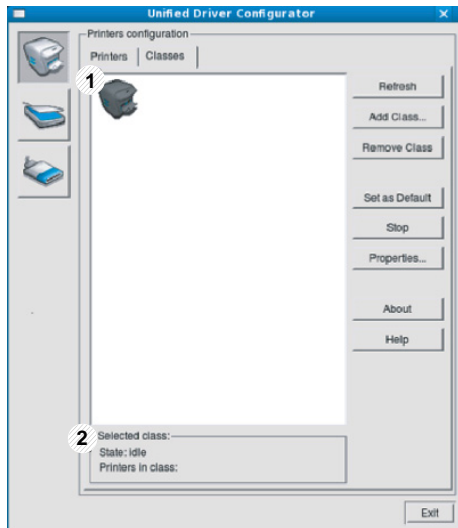 Unified Driver Configurator
Printers configuration
Printers
Classes
1
Refresh
Add Class...
Remove Class
Set as Default
Stop
Properties...
About
Help
2
Selected class:
State: idle
Printers in class:
Exit